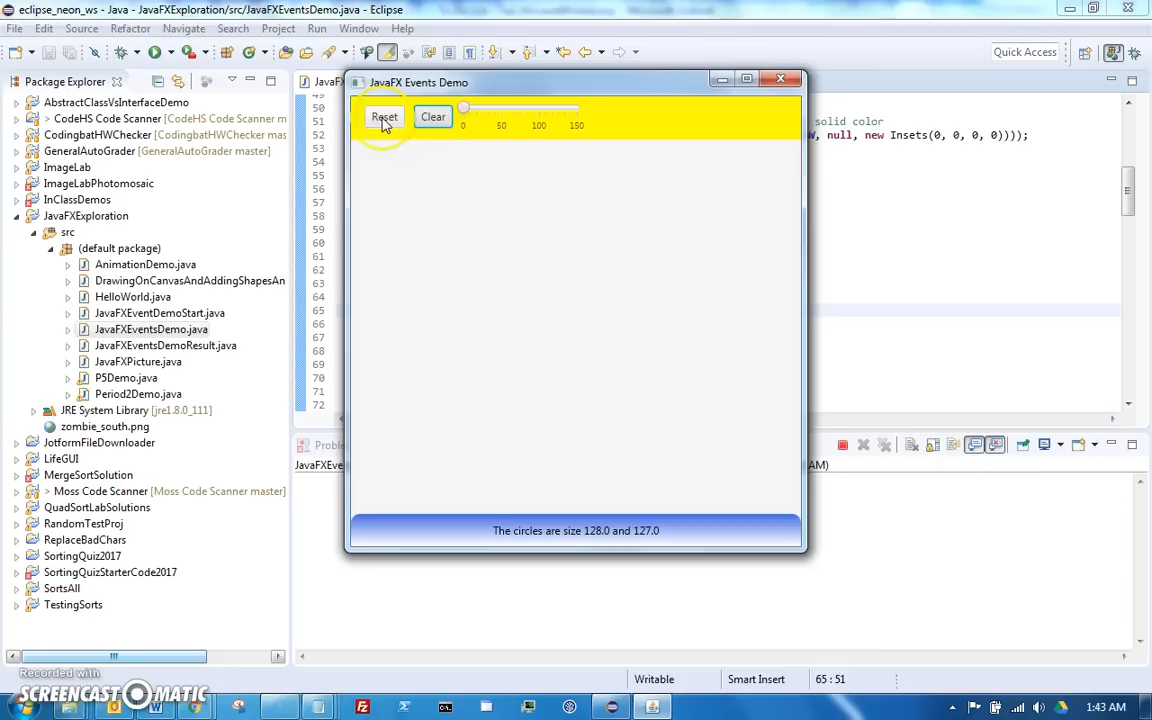 eclipse_neon_ws - Java - JavaFXExploration/src/JavaFXEventsDemo.java - Eclipse
File Edit Source Refactor Navigate Search Project Run Window Help
Quick Access
Package Explorer
AbstractClassVsInterfaceDemo
> CodeHS Code Scanner [CodeHS Code Scanner m
CodingbatHWChecker [CodingbatHWChecker mas
GeneralAutoGrader [GeneralAutoGrader master]
ImageLab
ImageLabPhotomosaic
InClassDemos
JavaFXExploration
src
(default package)
AnimationDemo.java
DrawingOnCanvasAndAddingShapesAn
HelloWorld.java
JavaFXEventDemoStart.java
JavaFXEventsDemo.java
JavaFXEventsDemoResult.java
JavaFXPicture.java
P5Demo.java
Period2Demo.java
JRE System Library [jre1.8.0_111]
zombie_south.png
JotformFileDownloader
LifeGUI
MergeSortSolution
> Moss Code Scanner [Moss Code Scanner master]
QuadSortLabSolutions
RandomTestProj
ReplaceBadChars
SortingQuiz2017
SortingQuizStarterCode2017
SortsAll
TestingSorts
JavaF
50
51 solid color
52 W, null, new Insets(0, 0, 0, 0))));
53
54
55
56
57
58
59
60
61
62
63
64
65
66
67
68
69
70
71
72
JavaFX Events Demo
Reset Clear
0 50 100 150
The circles are size 128.0 and 127.0
Proble
JavaFXEve AM)
Writable Smart Insert 65 : 51
Recorded with
SCREENCAST MATIC
1:43 AM